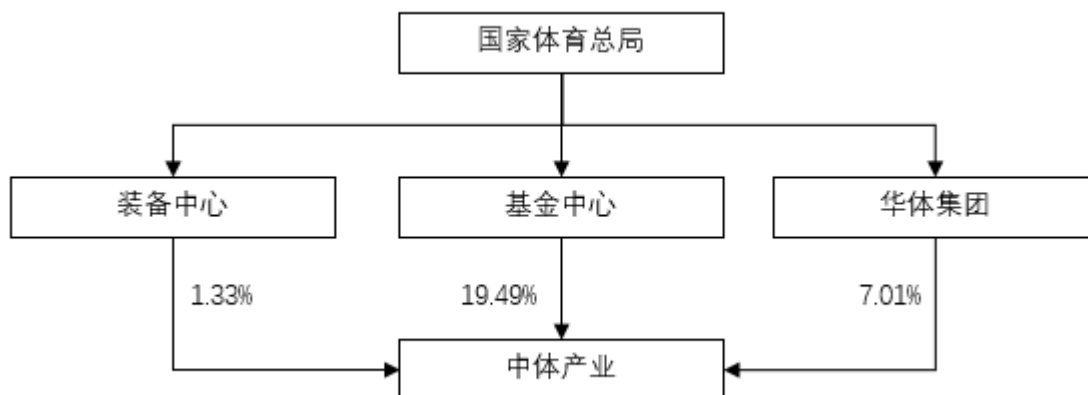 国家体育总局
装备中心
基金中心
华体集团
1.33%
19.49%
7.01%
中体产业